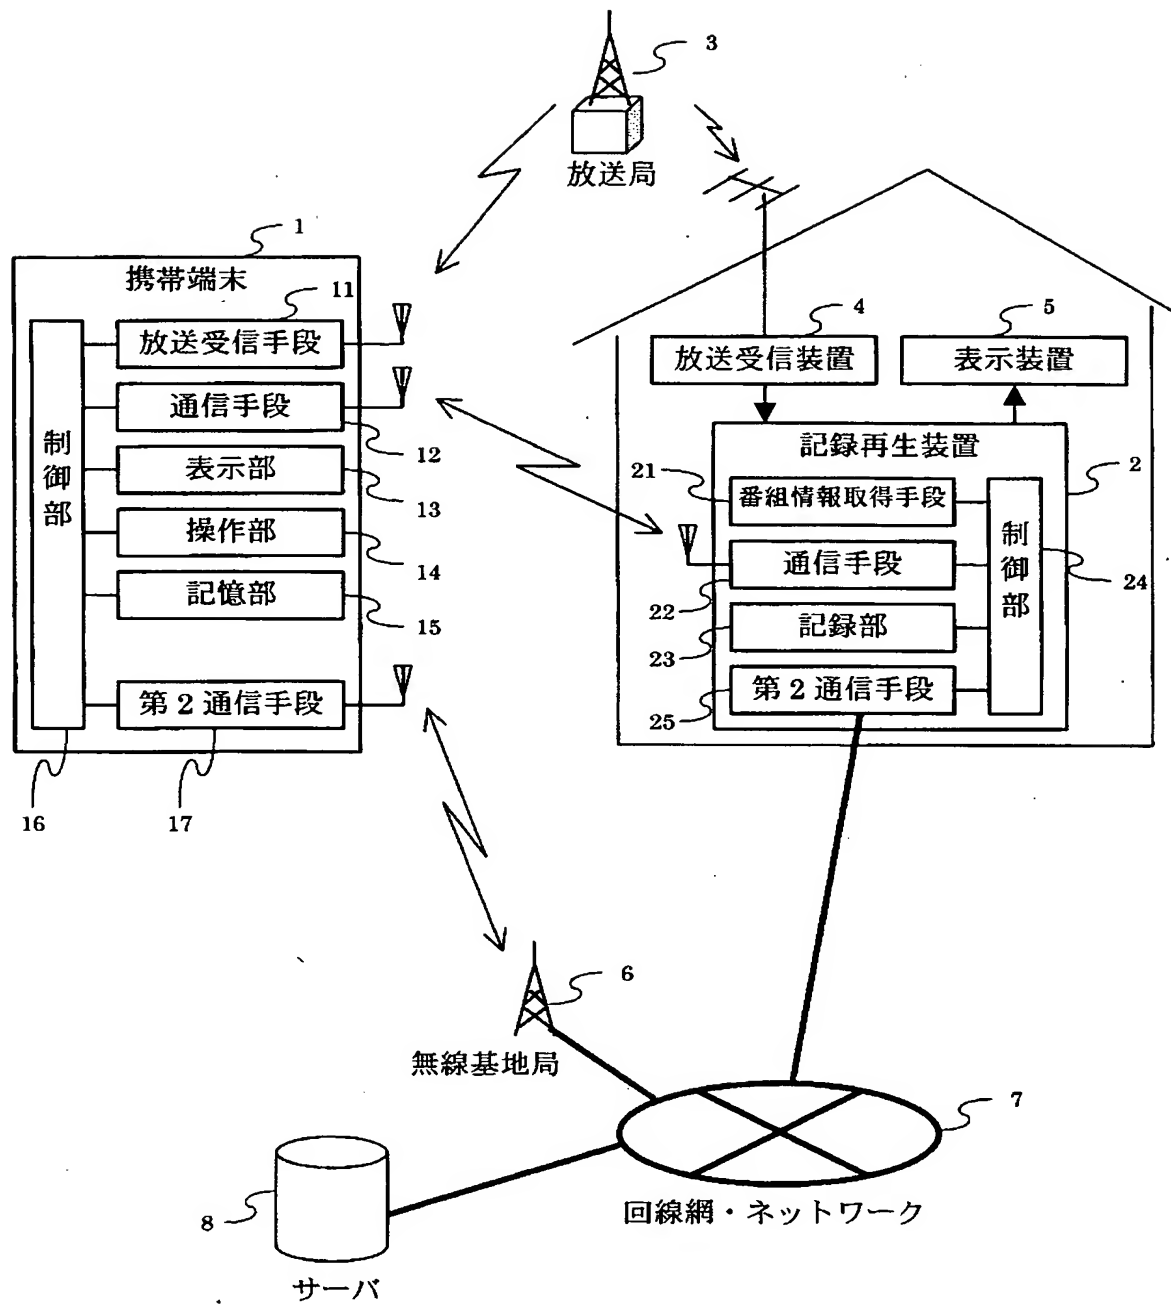 3
放送局
1
携帯端末
11
放送受信手段
通信手段
12
表示部
13
操作部
14
記憶部
15
第2通信手段
制御部
16
17
4
5
放送受信装置
表示装置
記録再生装置
2
21
番組情報取得手段
通信手段
22
記録部
23
第2通信手段
25
制御部
24
6
無線基地局
7
回線網・ネットワーク
8
サーバ